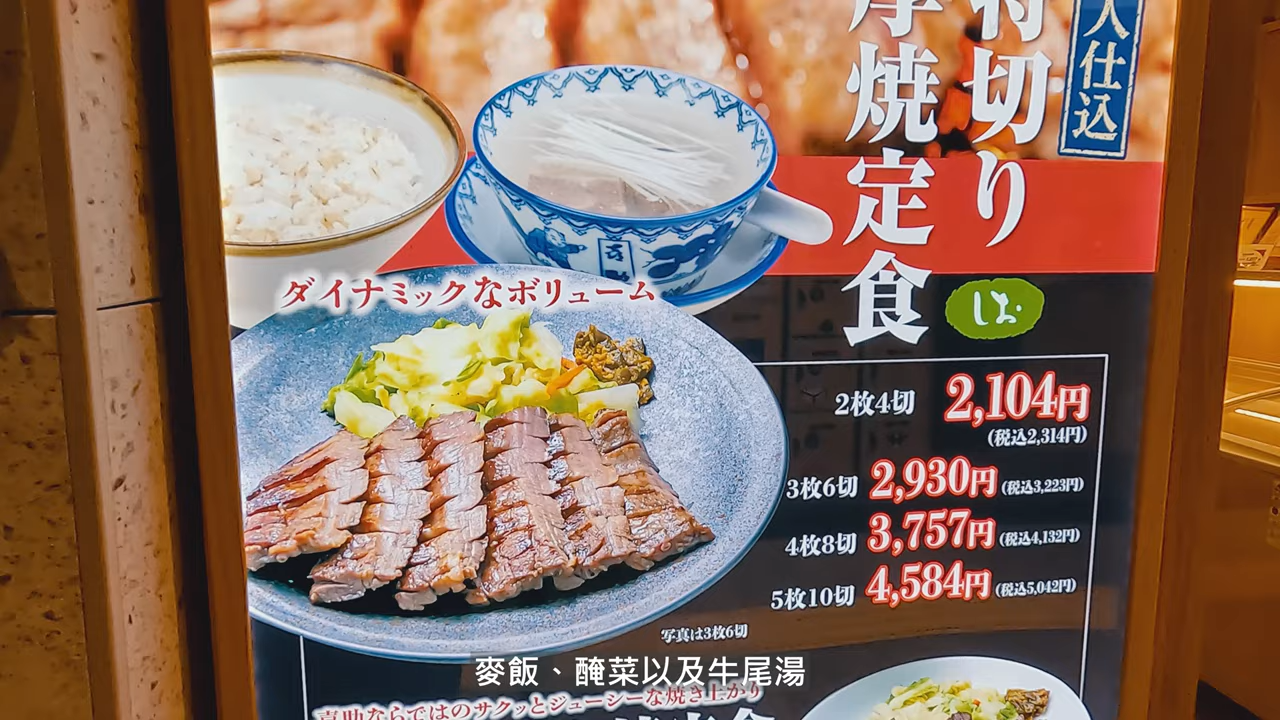 人仕込
特切り
厚焼定食
ほ
ダイナミックなボリューム
2枚4切 2,104円
(税込2,314円)
3枚6切 2,930円 (税込3,223円)
4枚8切 3,757円 (税込4,132円)
5枚10切 4,584円 (税込5,042円)
写真は3枚6切
麥飯、醃菜以及牛尾湯
喜助ならではのサクッとジューシーな焼き上がり